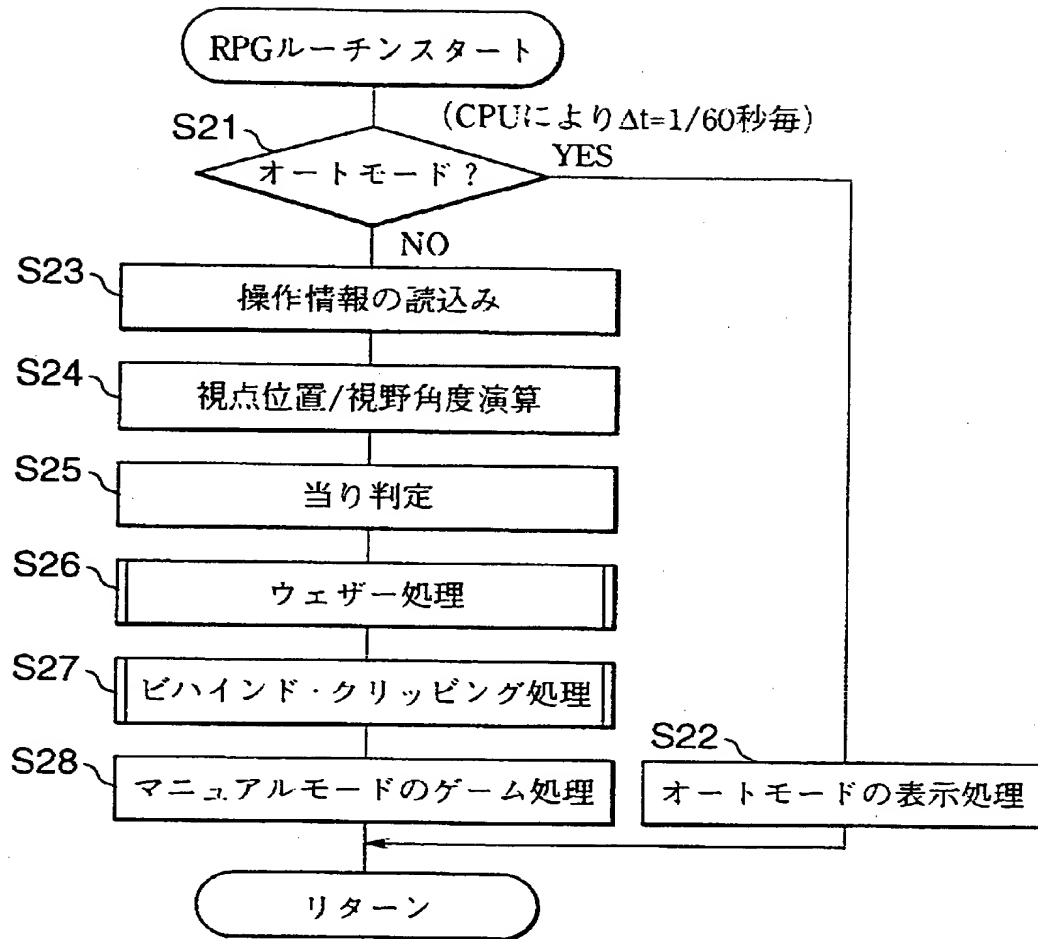 RPGルーチンスタート
(CPUによりΔt=1/60秒毎)
S21
オートモード?
YES
NO
S23
操作情報の読込み
S24
視点位置/視野角度演算
S25
当り判定
S26
ウェザー処理
S27
ビハインド・クリッピング処理
S28
マニュアルモードのゲーム処理
S22
オートモードの表示処理
リターン